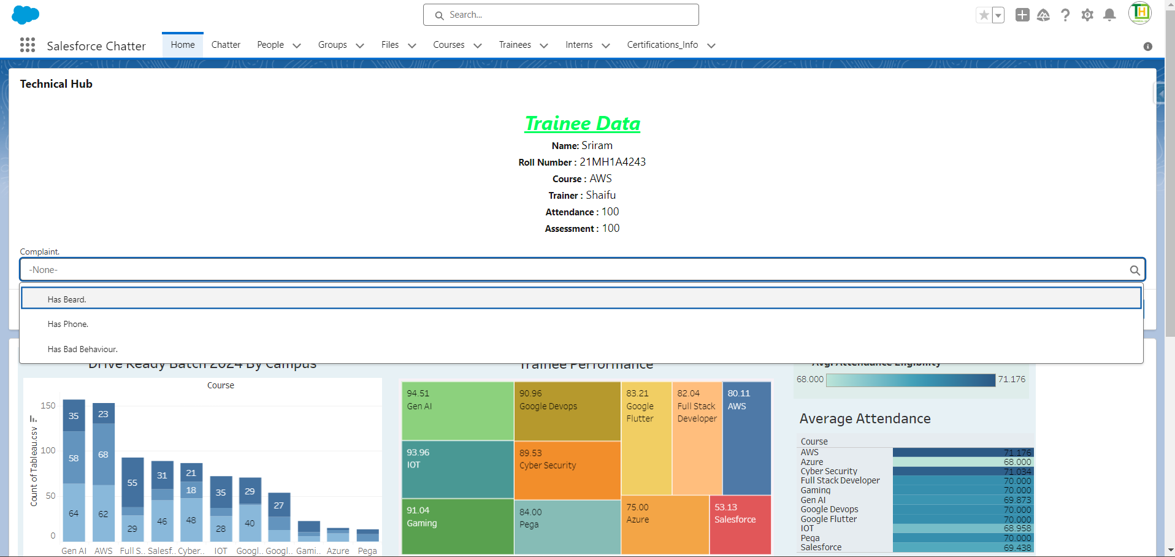 Search...
Salesforce Chatter
Home
Chatter
People
Groups
Files
Courses
Trainees
Interns
Certifications_Info
Technical Hub
Trainee Data
Name: Sriram
Roll Number : 21MH1A4243
Course : AWS
Trainer : Shaifu
Attendance : 100
Assessment : 100
Complaint.
-None-
Has Beard.
Has Phone.
Has Bad Behaviour.
Drive Ready Batch 2024 By Campus
Course
Count of Tableau.csv
150
100
50
0
35
58
64
23
68
62
55
29
31
46
21
18
48
35
28
29
40
27
Gen AI
AWS
Full S..
Salesf..
Cyber..
IOT
Googl..
Googl..
Gami..
Azure
Pega
Trainee Performance
94.51
Gen AI
90.96
Google Devops
83.21
Google
Flutter
82.04
Full Stack
Developer
80.11
AWS
93.96
IOT
89.53
Cyber Security
91.04
Gaming
84.00
Pega
75.00
Azure
53.13
Salesforce
Avg. Attendance Eligibility
68.000
71.176
Average Attendance
Course
AWS 71.176
Azure 68.000
Cyber Security 71.034
Full Stack Developer 70.000
Gaming 70.000
Gen AI 69.873
Google Devops 70.000
Google Flutter 70.000
IOT 68.958
Pega 70.000
Salesforce 69.438